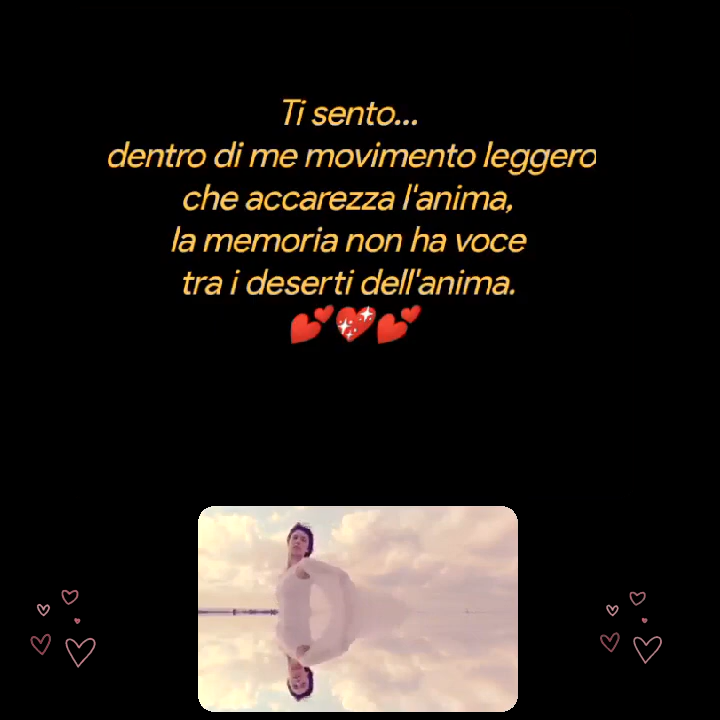 Ti sento...
dentro di me movimento leggero
che accarezza l'anima,
la memoria non ha voce
tra i deserti dell'anima.
💕💖💕